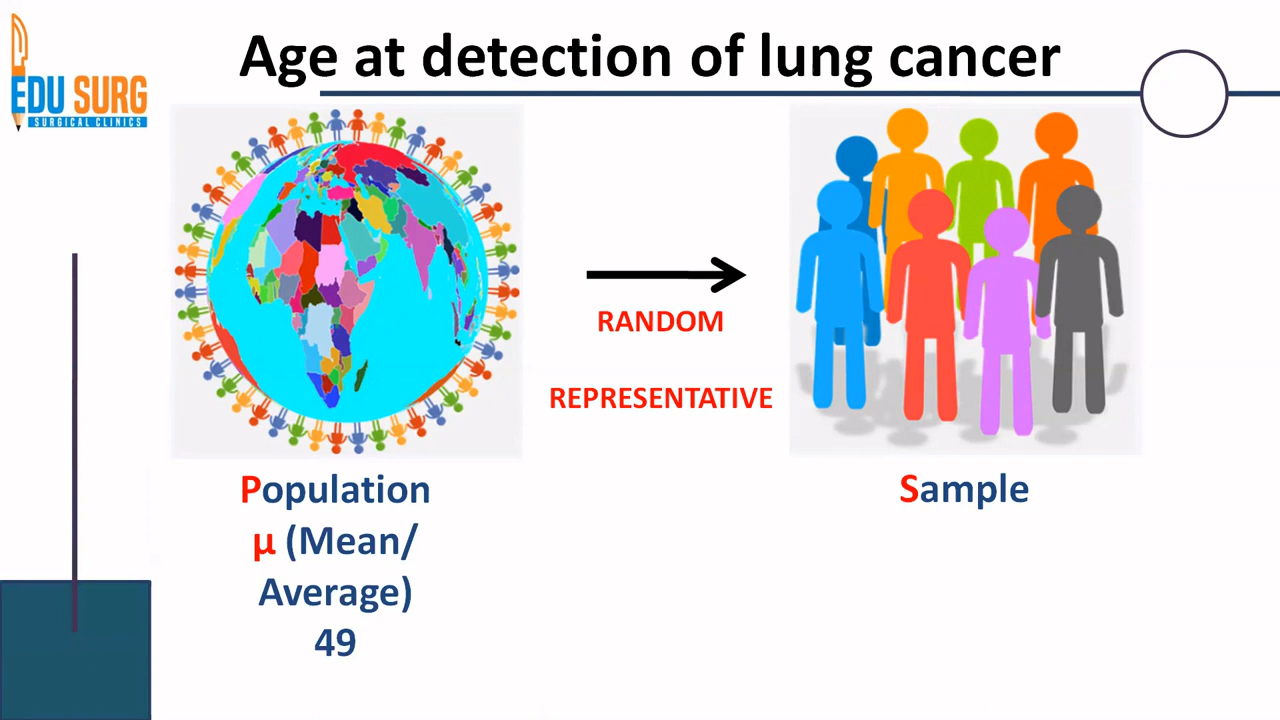 EDU SURG
SURGICAL CLINICS
Age at detection of lung cancer
RANDOM
REPRESENTATIVE
Population
µ (Mean/
Average)
49
Sample